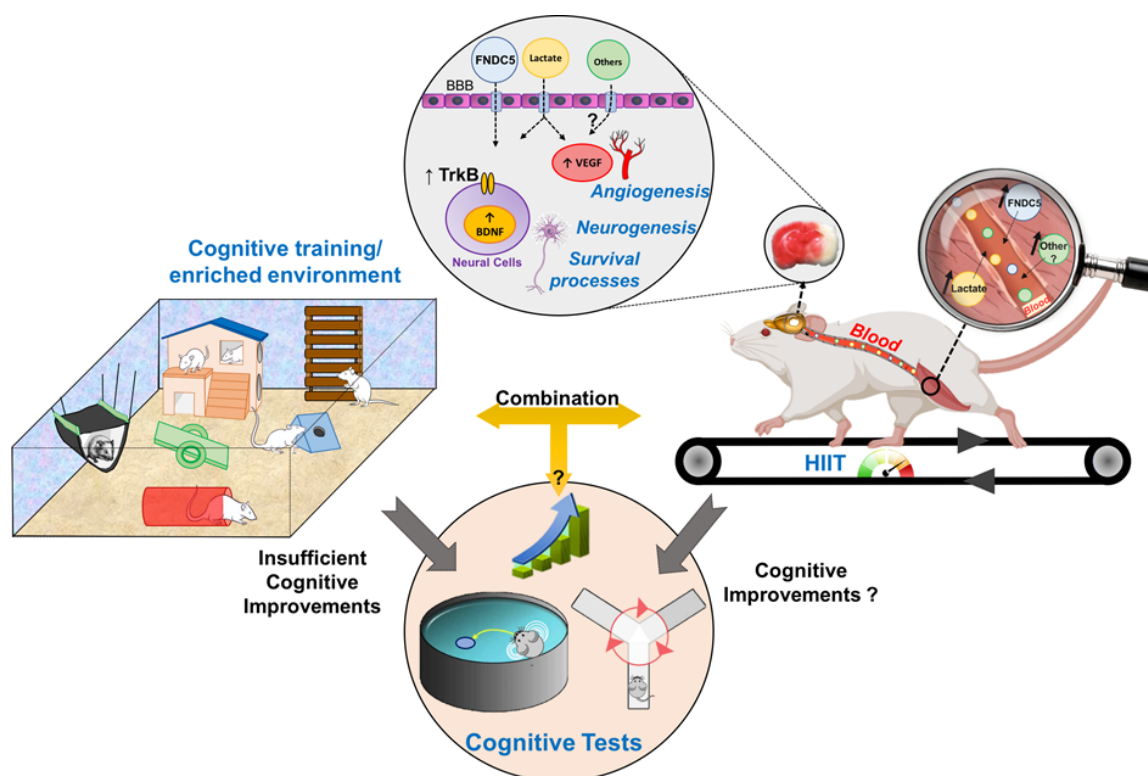 FNDC5
Lactate
Others
BBB
?
↑ VEGF
↑ TrkB
Angiogenesis
↑
BDNF
Neurogenesis
Neural Cells
Survival
processes
Cognitive training/
enriched environment
FNDC5
Other
?
Lactate
Blood
Blood
Combination
HIIT
?
Insufficient
Cognitive
Improvements
Cognitive
Improvements ?
Cognitive Tests